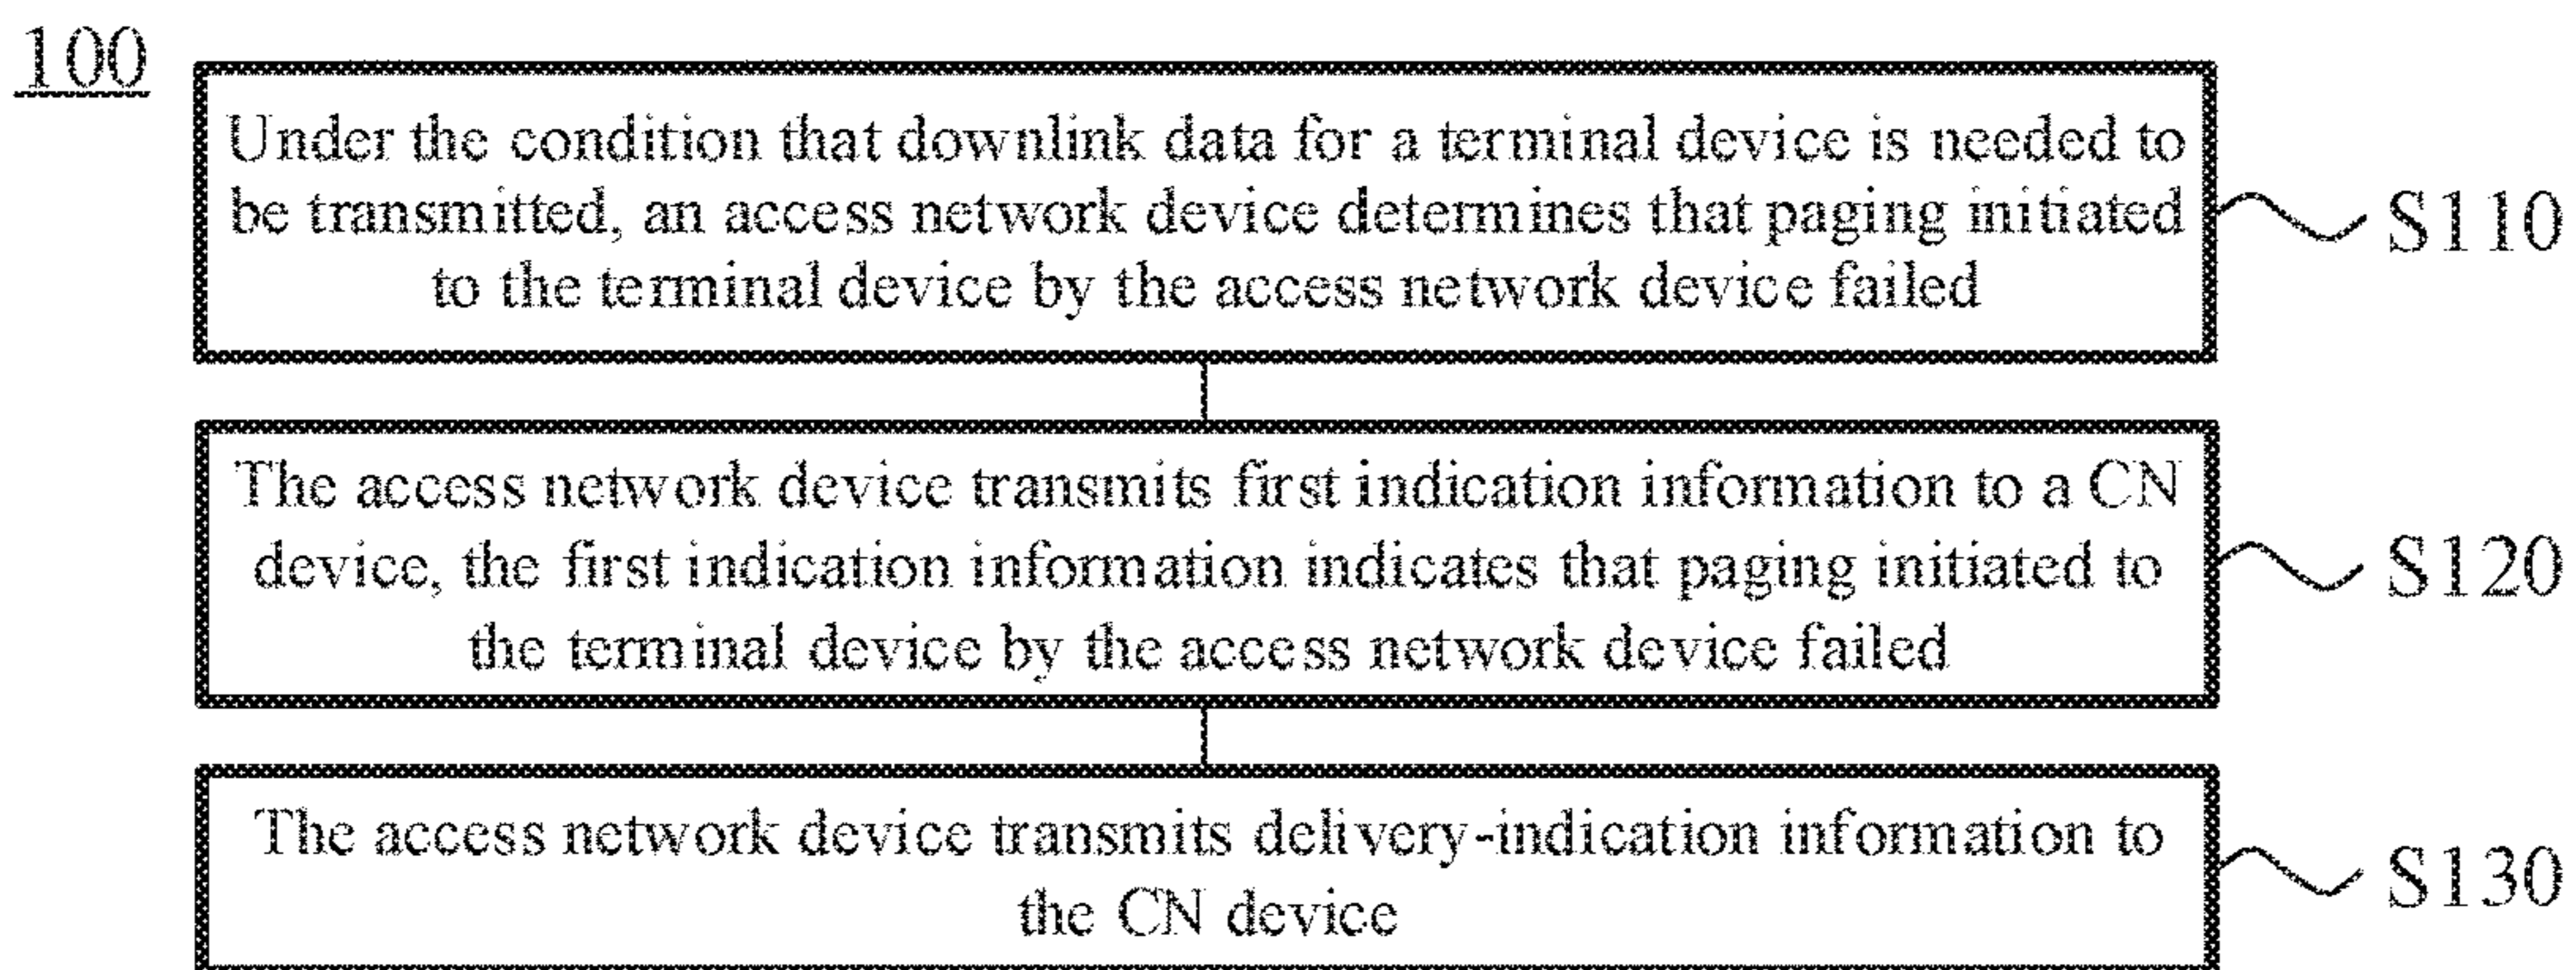 100
Under the condition that downlink data for a terminal device is needed to
be transmitted, an access network device determines that paging initiated
to the terminal device by the access network device failed
S110
The access network device transmits first indication information to a CN
device, the first indication information indicates that paging initiated to
the terminal device by the access network device failed
S120
The access network device transmits delivery-indication information to
the CN device
S130